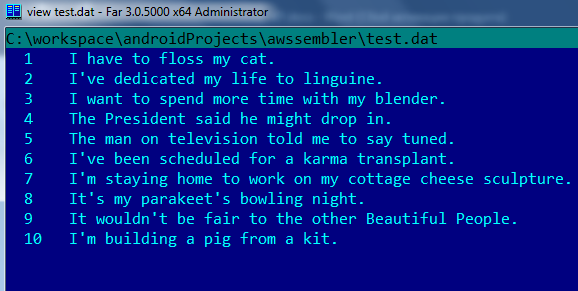 view test.dat - Far 3.0.5000 x64 Administrator
C:\workspace\androidProjects\awssembler\test.dat
1 I have to floss my cat.
2 I've dedicated my life to linguine.
3 I want to spend more time with my blender.
4 The President said he might drop in.
5 The man on television told me to say tuned.
6 I've been scheduled for a karma transplant.
7 I'm staying home to work on my cottage cheese sculpture.
8 It's my parakeet's bowling night.
9 It wouldn't be fair to the other Beautiful People.
10 I'm building a pig from a kit.